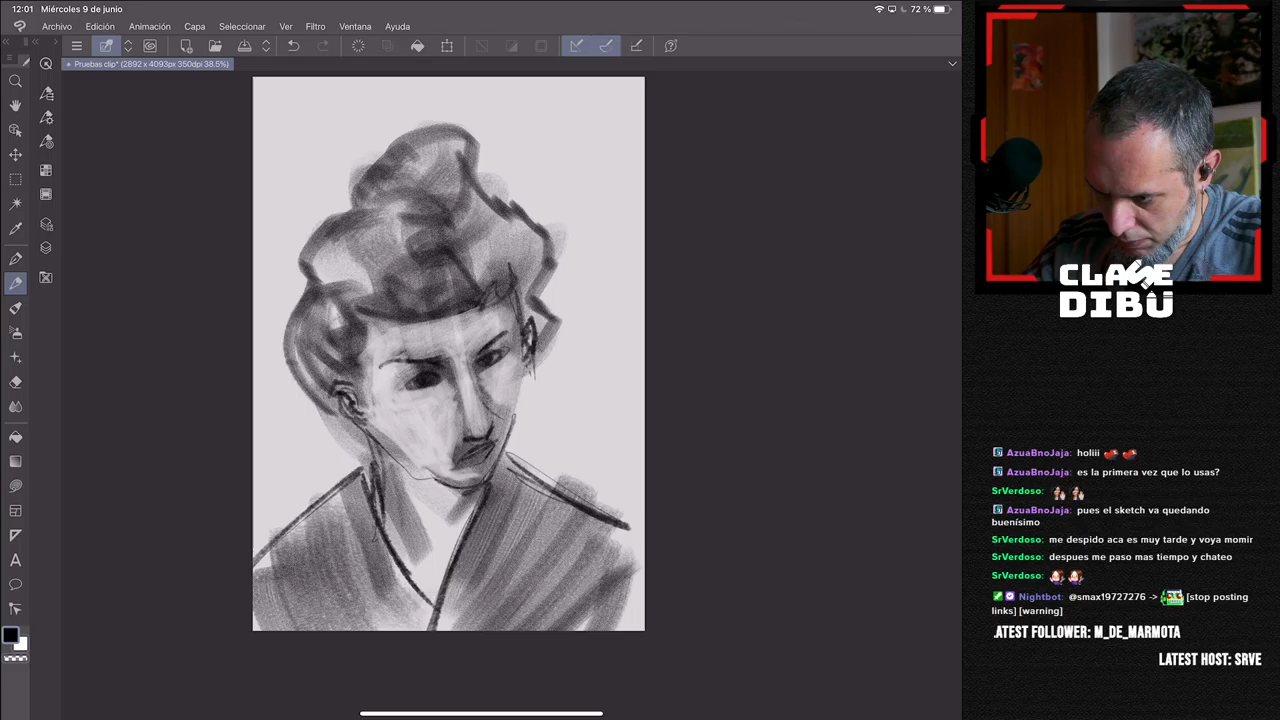 12:01 Miércoles 9 de junio
72 %
Archivo Edición Animación Capa Seleccionar Ver Filtro Ventana Ayuda
Pruebas clip* (2892 x 4093px 350dpi 38.5%)
CLASE
DIBU
AzuaBnoJaja: holiii
AzuaBnoJaja: es la primera vez que lo usas?
SrVerdoso:
AzuaBnoJaja: pues el sketch va quedando
buenísimo
SrVerdoso: me despido aca es muy tarde y voya momir
SrVerdoso: despues me paso mas tiempo y chateo
SrVerdoso:
Nightbot: @smax19727276 -> [stop posting
links] [warning]
.ATEST FOLLOWER: M_DE_MARMOTA
LATEST HOST: SRVE